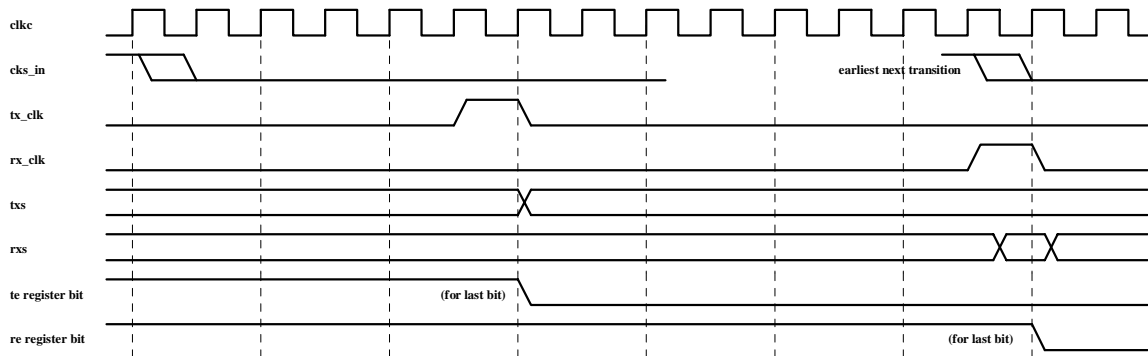 clkc
cks_in
earliest next transition
tx_clk
rx_clk
txs
rxs
te register bit
(for last bit)
re register bit
(for last bit)